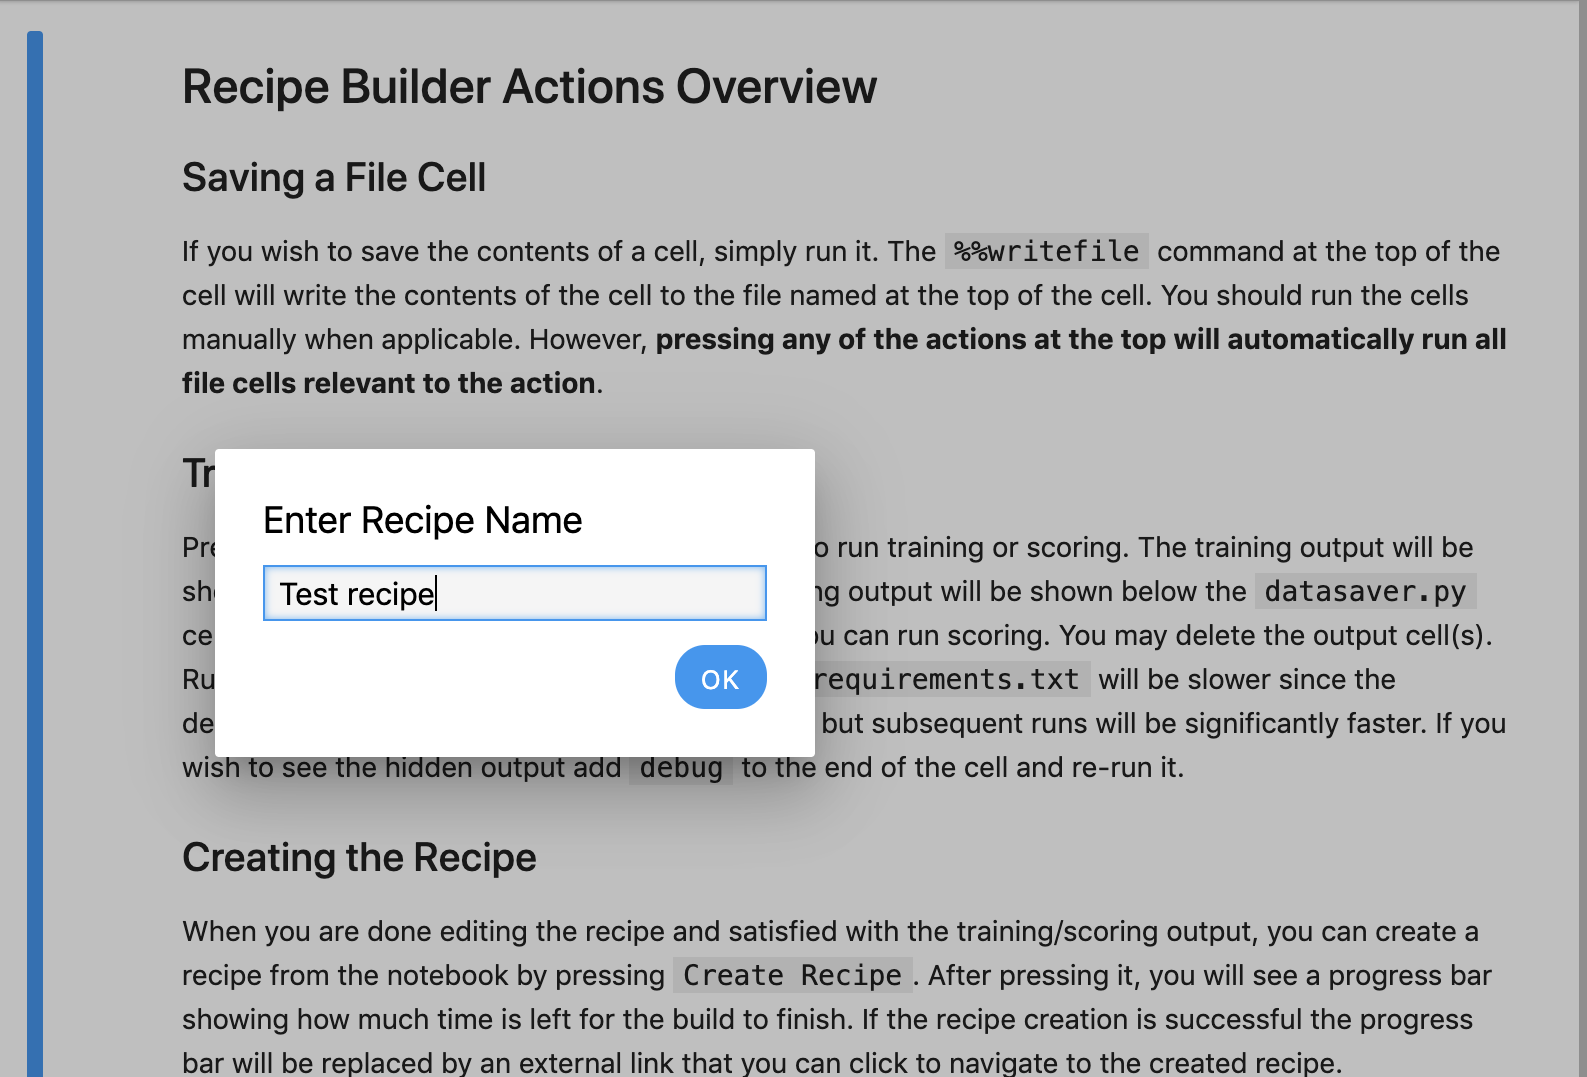 Recipe Builder Actions Overview
Saving a File Cell
If you wish to save the contents of a cell, simply run it. The %%writefile command at the top of the
cell will write the contents of the cell to the file named at the top of the cell. You should run the cells
manually when applicable. However, pressing any of the actions at the top will automatically run all
file cells relevant to the action.
Enter Recipe Name
Test recipe
OK
run training or scoring. The training output will be
output will be shown below the datasaver.py
can run scoring. You may delete the output cell(s).
requirements.txt will be slower since the
but subsequent runs will be significantly faster. If you
wish to see the hidden output add debug to the end of the cell and re-run it.
Creating the Recipe
When you are done editing the recipe and satisfied with the training/scoring output, you can create a
recipe from the notebook by pressing Create Recipe. After pressing it, you will see a progress bar
showing how much time is left for the build to finish. If the recipe creation is successful the progress
bar will be replaced by an external link that you can click to navigate to the created recipe.